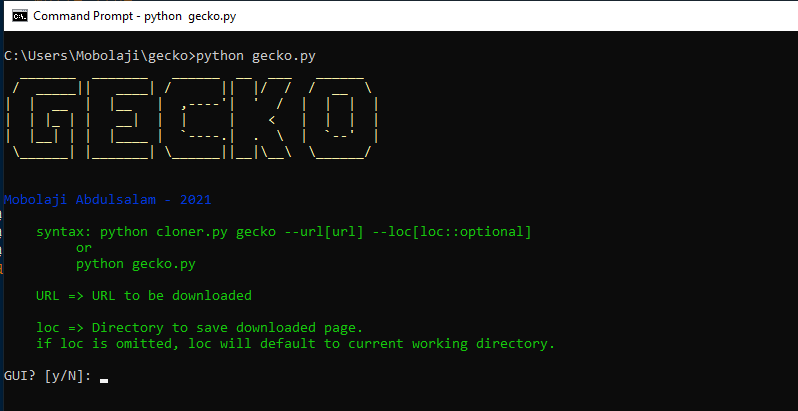 Command Prompt - python gecko.py
C:\Users\Mobolaji\gecko>python gecko.py
GECKO
Mobolaji Abdulsalam - 2021
syntax: python cloner.py gecko --url[url] --loc[loc::optional]
or
python gecko.py
URL => URL to be downloaded
loc => Directory to save downloaded page.
if loc is omitted, loc will default to current working directory.
GUI? [y/N]: